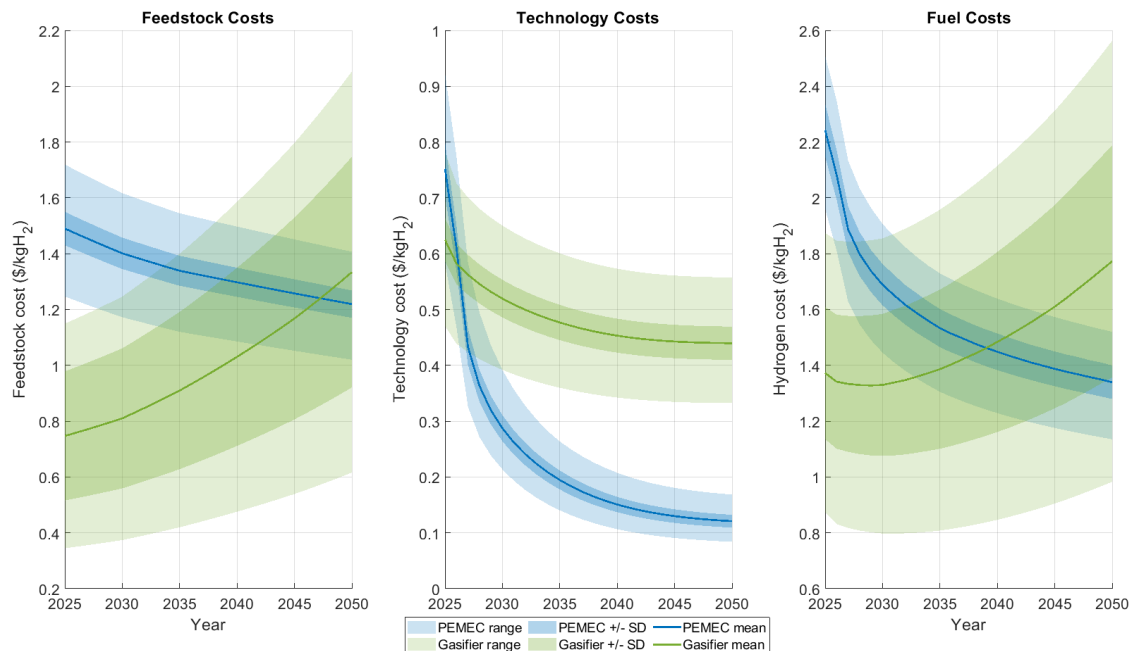 Feedstock Costs
Technology Costs
Fuel Costs
Feedstock cost ($/kgH2)
2.2
2
1.8
1.6
1.4
1.2
1
0.8
0.6
0.4
0.2
2025 2030 2035 2040 2045 2050
Year
Technology cost ($/kgH2)
1
0.9
0.8
0.7
0.6
0.5
0.4
0.3
0.2
0.1
0
2025 2030 2035 2040 2045 2050
Hydrogen cost ($/kgH2)
2.6
2.4
2.2
2
1.8
1.6
1.4
1.2
1
0.8
0.6
2025 2030 2035 2040 2045 2050
Year
PEMEC range PEMEC +/- SD PEMEC mean
Gasifier range Gasifier +/- SD Gasifier mean